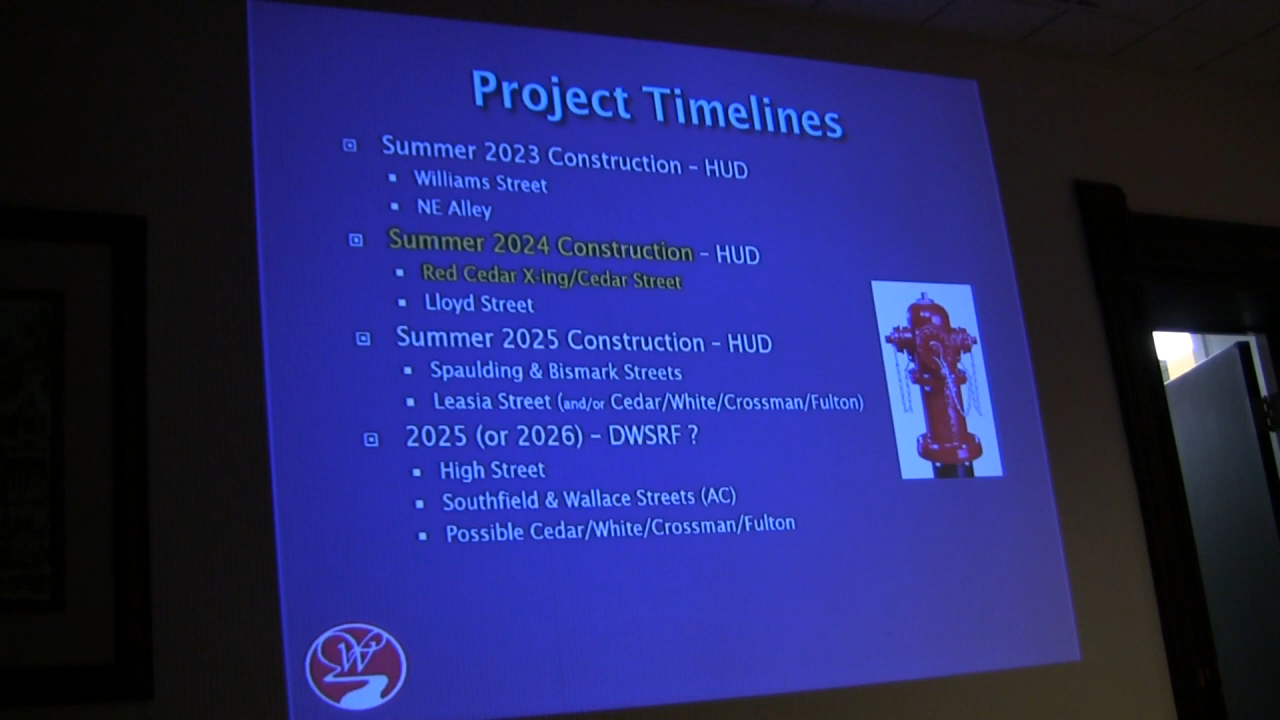 Project Timelines
Summer 2023 Construction – HUD
Williams Street
NE Alley
Summer 2024 Construction – HUD
Red Cedar X-ing/Cedar Street
Lloyd Street
Summer 2025 Construction – HUD
Spaulding & Bismark Streets
Leasia Street (and/or Cedar/White/Crossman/Fulton)
2025 (or 2026) – DWSRF ?
High Street
Southfield & Wallace Streets (AC)
Possible Cedar/White/Crossman/Fulton
W